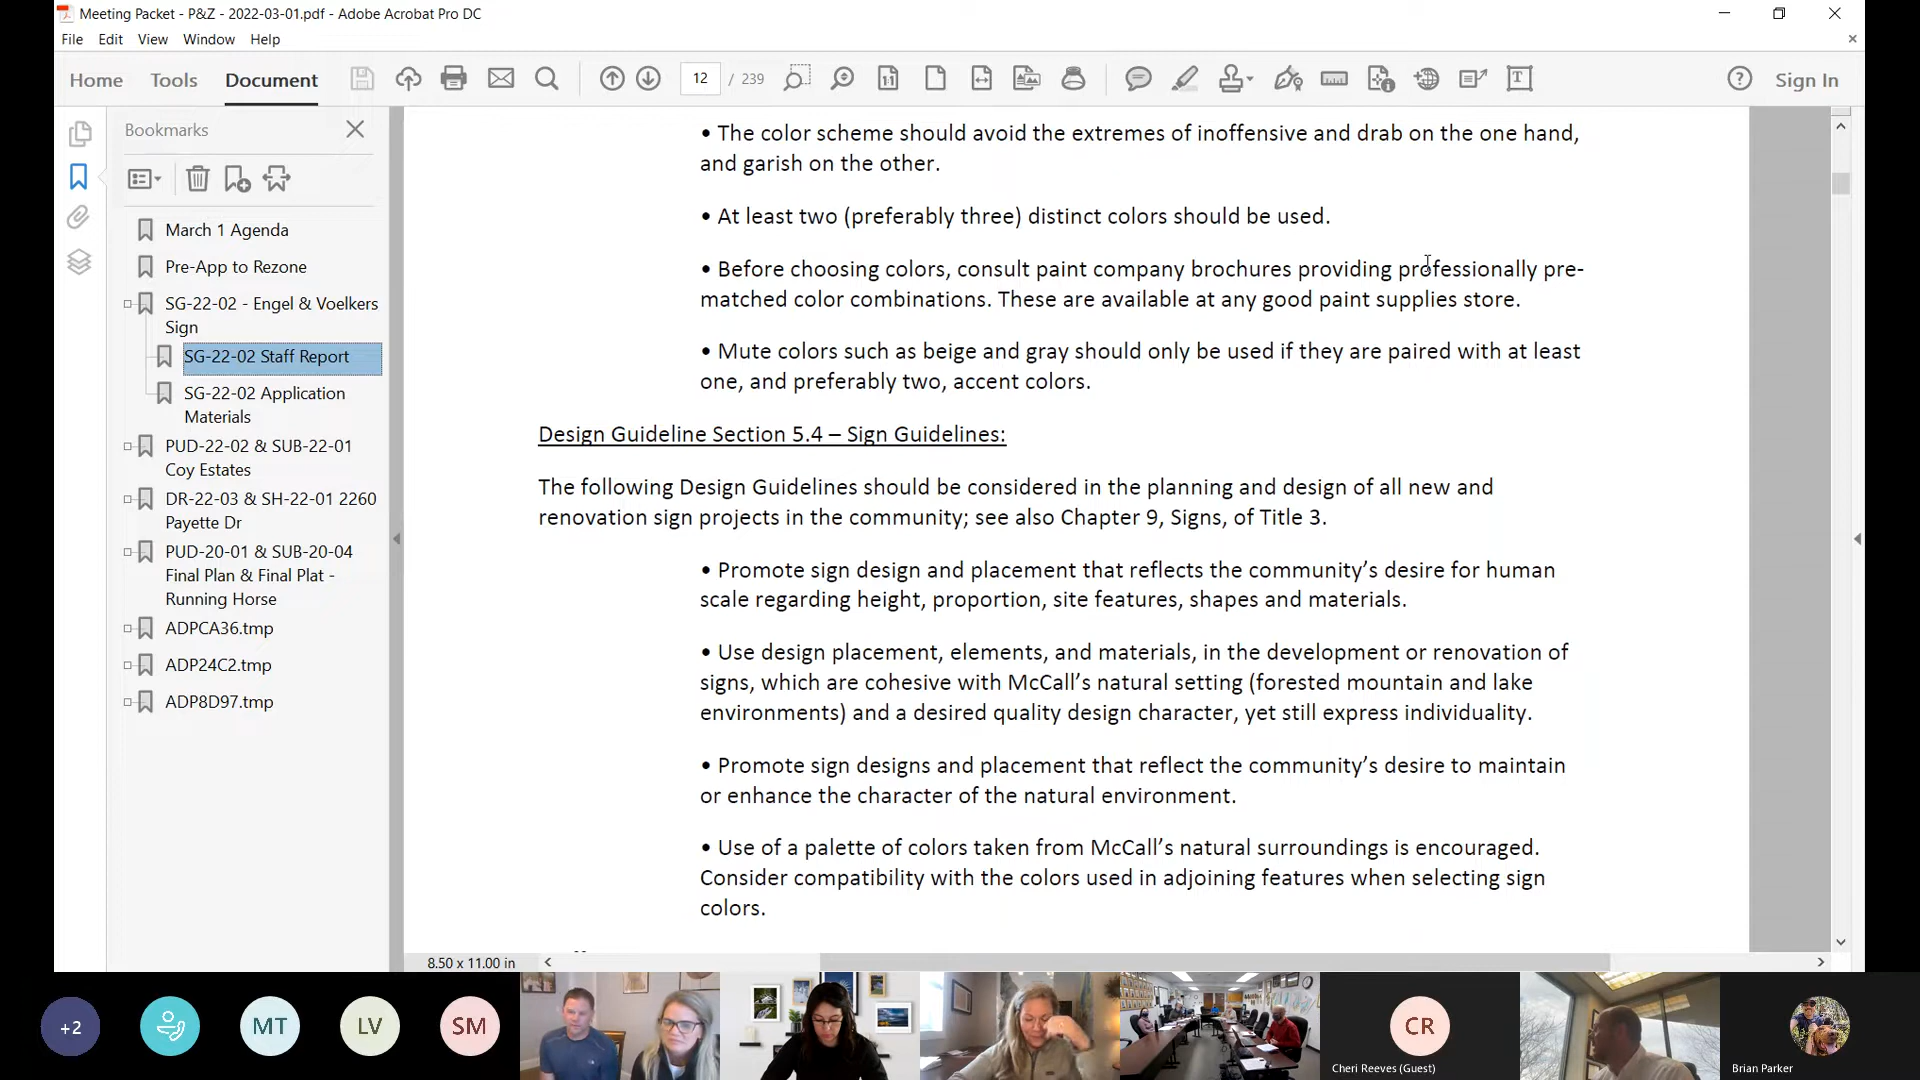 Meeting Packet - P&Z - 2022-03-01.pdf - Adobe Acrobat Pro DC
File Edit View Window Help
Home Tools Document 12 / 239 Sign In
Bookmarks
March 1 Agenda
Pre-App to Rezone
SG-22-02 - Engel & Voelkers
Sign
SG-22-02 Staff Report
SG-22-02 Application
Materials
PUD-22-02 & SUB-22-01
Coy Estates
DR-22-03 & SH-22-01 2260
Payette Dr
PUD-20-01 & SUB-20-04
Final Plan & Final Plat -
Running Horse
ADPCA36.tmp
ADP24C2.tmp
ADP8D97.tmp
• The color scheme should avoid the extremes of inoffensive and drab on the one hand,
and garish on the other.
• At least two (preferably three) distinct colors should be used.
• Before choosing colors, consult paint company brochures providing professionally pre-
matched color combinations. These are available at any good paint supplies store.
• Mute colors such as beige and gray should only be used if they are paired with at least
one, and preferably two, accent colors.
Design Guideline Section 5.4 – Sign Guidelines:
The following Design Guidelines should be considered in the planning and design of all new and
renovation sign projects in the community; see also Chapter 9, Signs, of Title 3.
• Promote sign design and placement that reflects the community’s desire for human
scale regarding height, proportion, site features, shapes and materials.
• Use design placement, elements, and materials, in the development or renovation of
signs, which are cohesive with McCall’s natural setting (forested mountain and lake
environments) and a desired quality design character, yet still express individuality.
• Promote sign designs and placement that reflect the community’s desire to maintain
or enhance the character of the natural environment.
• Use of a palette of colors taken from McCall’s natural surroundings is encouraged.
Consider compatibility with the colors used in adjoining features when selecting sign
colors.
8.50 x 11.00 in
+2 MT LV SM CR
Cheri Reeves (Guest) Brian Parker